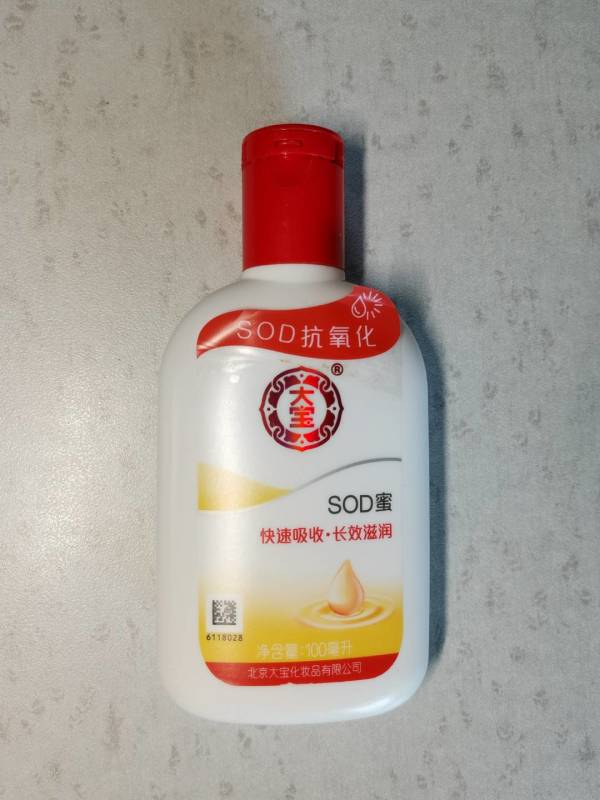 SOD抗氧化
®
大宝
SOD蜜
快速吸收·长效滋润
6118028
净含量:100毫升
北京大宝化妆品有限公司